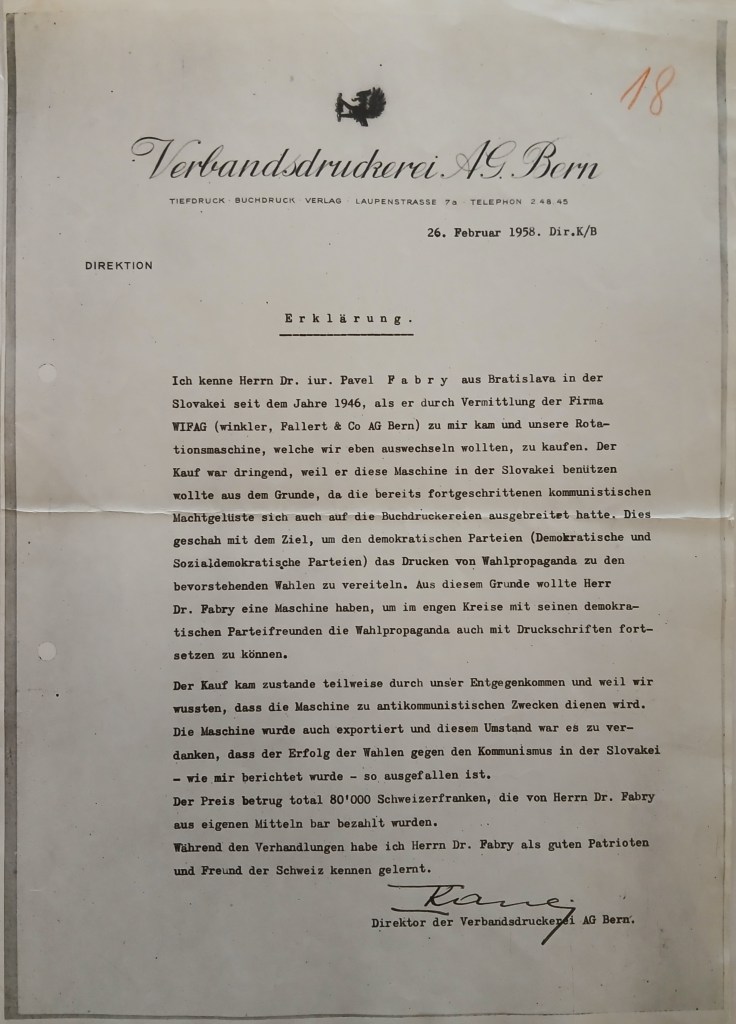 18
Verbandsdruckerei AG. Bern
TIEFDRUCK · BUCHDRUCK · VERLAG · LAUPENSTRASSE 7a · TELEPHON 2 48 45
26. Februar 1958. Dir.K/B
DIREKTION
Erklärung.
Ich kenne Herrn Dr. iur. Pavel Fabry aus Bratislava in der
Slovakei seit dem Jahre 1946, als er durch Vermittlung der Firma
WIFAG (winkler, Fallert & Co AG Bern) zu mir kam und unsere Rota-
tionsmaschine, welche wir eben auswechseln wollten, zu kaufen. Der
Kauf war dringend, weil er diese Maschine in der Slovakei benützen
wollte aus dem Grunde, da die bereits fortgeschrittenen kommunistischen
Machtgelüste sich auch auf die Buchdruckereien ausgebreitet hatte. Dies
geschah mit dem Ziel, um den demokratischen Parteien (Demokratische und
Sozialdemokratische Parteien) das Drucken von Wahlpropaganda zu den
bevorstehenden Wahlen zu vereiteln. Aus diesem Grunde wollte Herr
Dr. Fabry eine Maschine haben, um im engen Kreise mit seinen demokra-
tischen Parteifreunden die Wahlpropaganda auch mit Druckschriften fort-
setzen zu können.
Der Kauf kam zustande teilweise durch unser Entgegenkommen und weil wir
wussten, dass die Maschine zu antikommunistischen Zwecken dienen wird.
Die Maschine wurde auch exportiert und diesem Umstand war es zu ver-
danken, dass der Erfolg der Wahlen gegen den Kommunismus in der Slovakei
- wie mir berichtet wurde - so ausgefallen ist.
Der Preis betrug total 80'000 Schweizerfranken, die von Herrn Dr. Fabry
aus eigenen Mitteln bar bezahlt wurden.
Während den Verhandlungen habe ich Herrn Dr. Fabry als guten Patrioten
und Freund der Schweiz kennen gelernt.
Direktor der Verbandsdruckerei AG Bern.